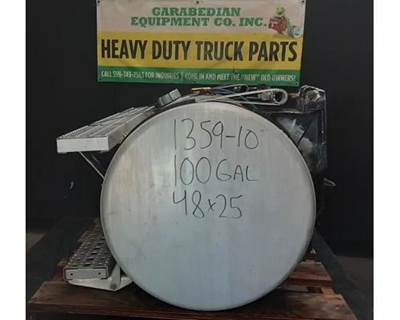 GARABEDIAN
EQUIPMENT CO. INC.
HEAVY DUTY TRUCK PARTS
1359-10
100 GAL
48x25